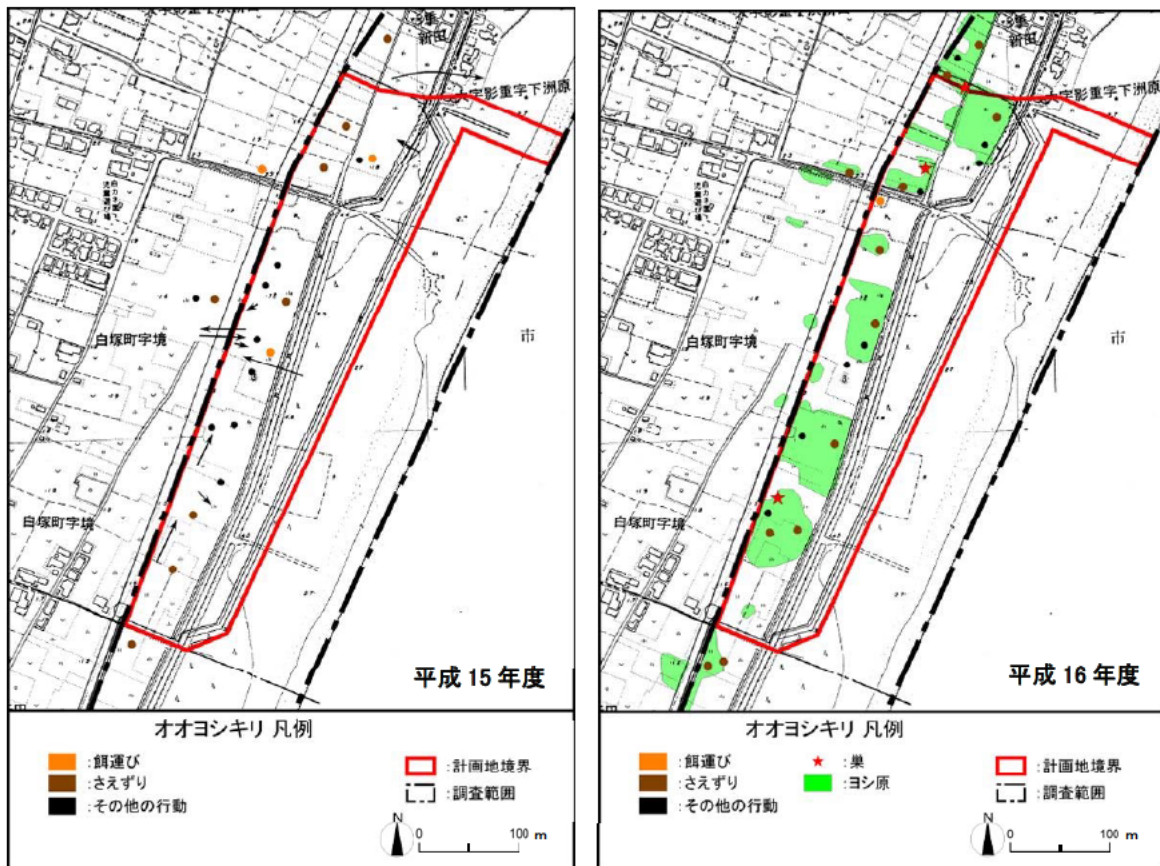 新田
字影重字下洲原
白塚町字境
市
白塚町字境
平成 15 年度
オオヨシキリ 凡例
:餌運び
:さえずり
:その他の行動
:計画地境界
:調査範囲
N
0 100 m
新田
字影重字下洲原
白塚町字境
市
白塚町字境
平成 16 年度
オオヨシキリ 凡例
:餌運び
:さえずり
:その他の行動
:巣
:ヨシ原
:計画地境界
:調査範囲
N
0 100 m